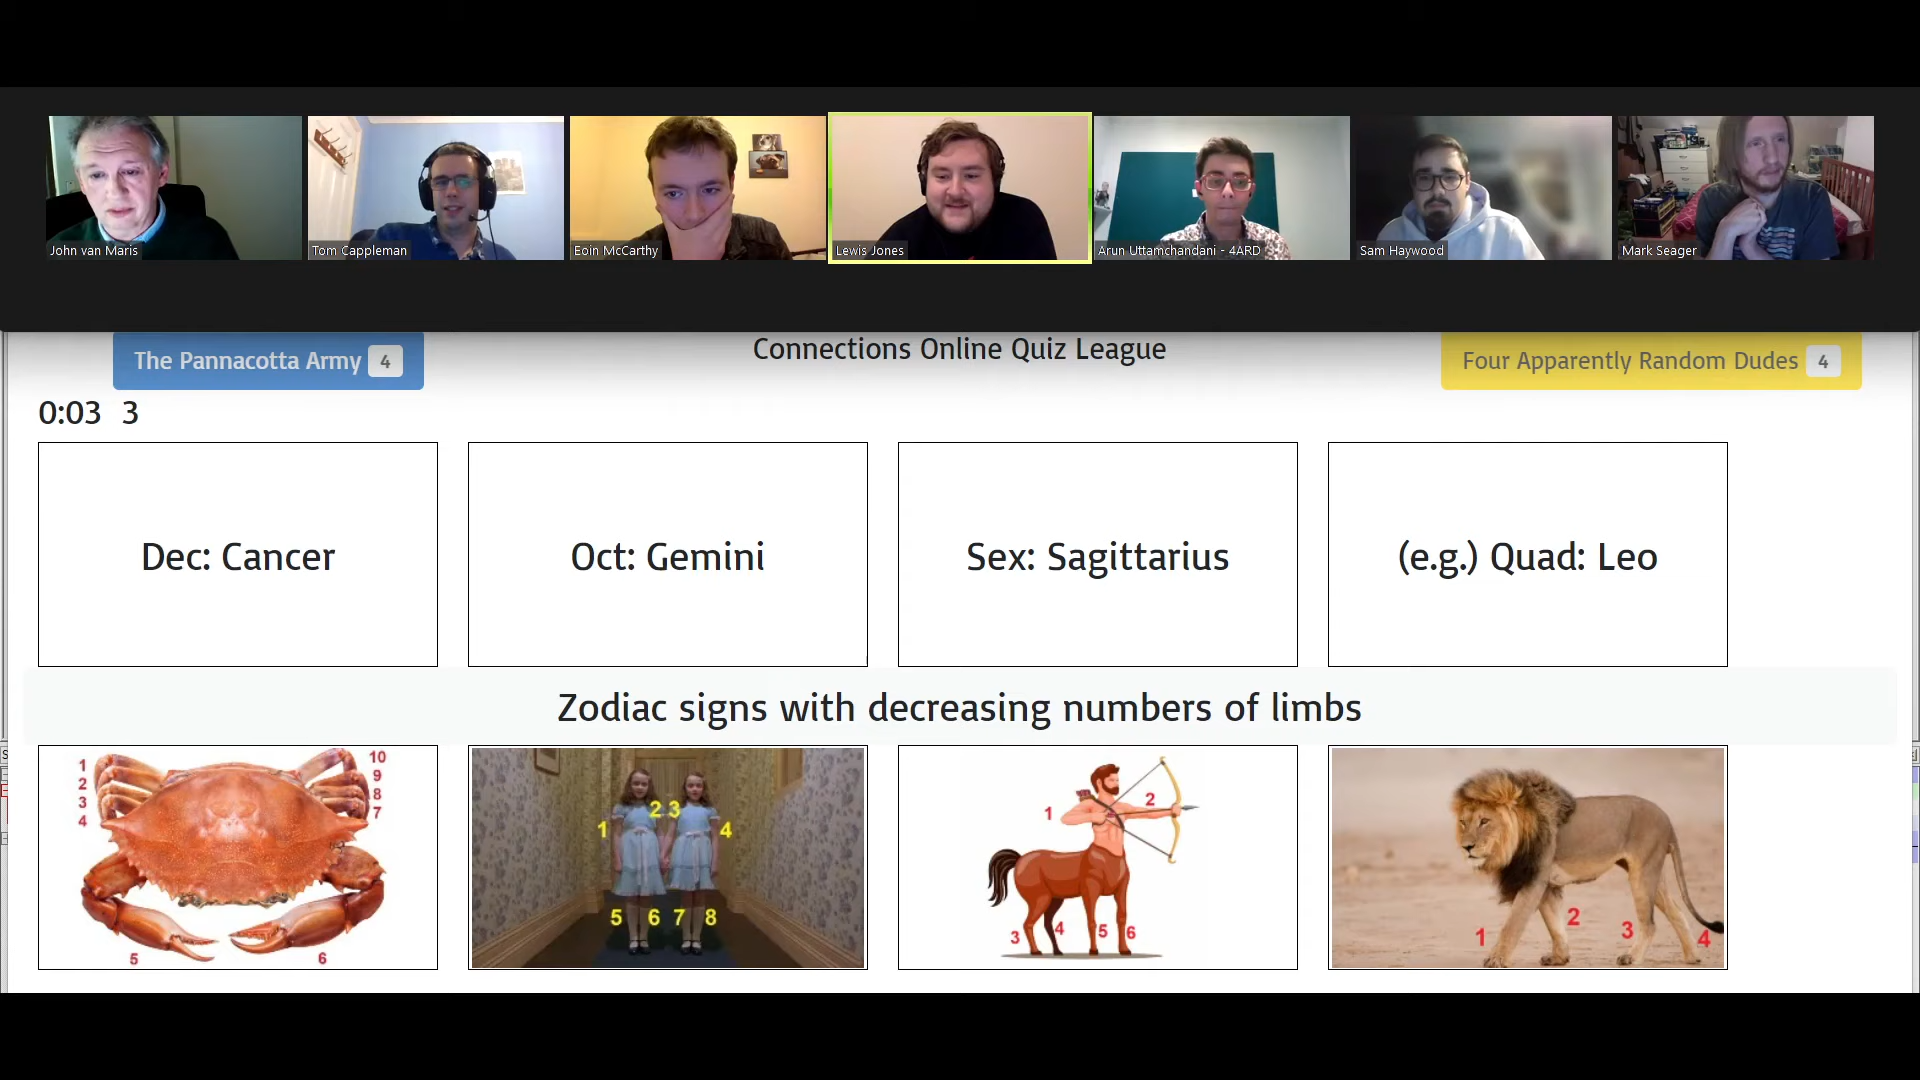 John van Maris
Tom Cappleman
Eoin McCarthy
Lewis Jones
Arun Uttamchandani - 4ARD
Sam Haywood
Mark Seager
The Pannacotta Army 4
Connections Online Quiz League
Four Apparently Random Dudes 4
0:03 3
Dec: Cancer
Oct: Gemini
Sex: Sagittarius
(e.g.) Quad: Leo
Zodiac signs with decreasing numbers of limbs
1
2
3
4
10
9
8
7
5
6
1
2 3
4
5 6 7 8
1
2
3
4
5
6
1
2
3
4